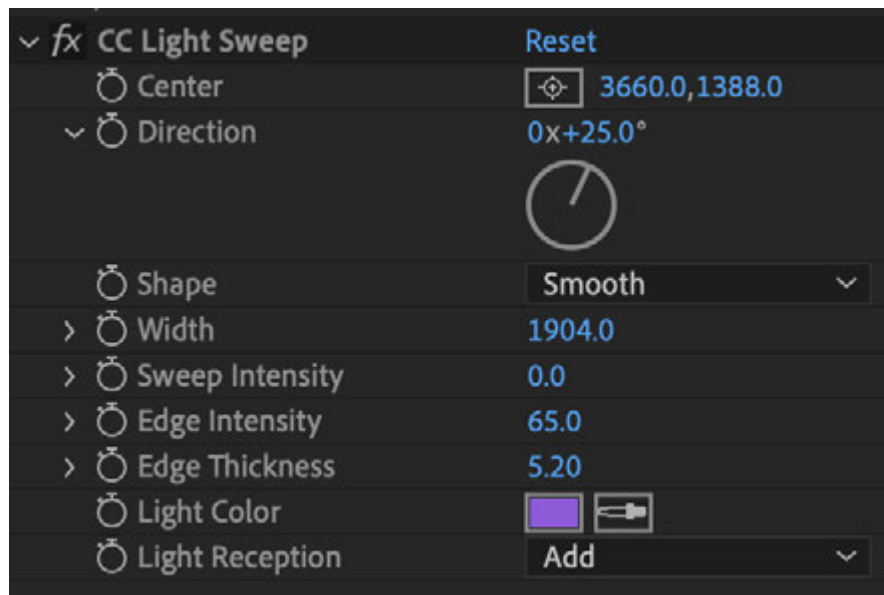 fx CC Light Sweep Reset
Center 3660.0,1388.0
Direction 0x+25.0°
Shape Smooth
Width 1904.0
Sweep Intensity 0.0
Edge Intensity 65.0
Edge Thickness 5.20
Light Color
Light Reception Add